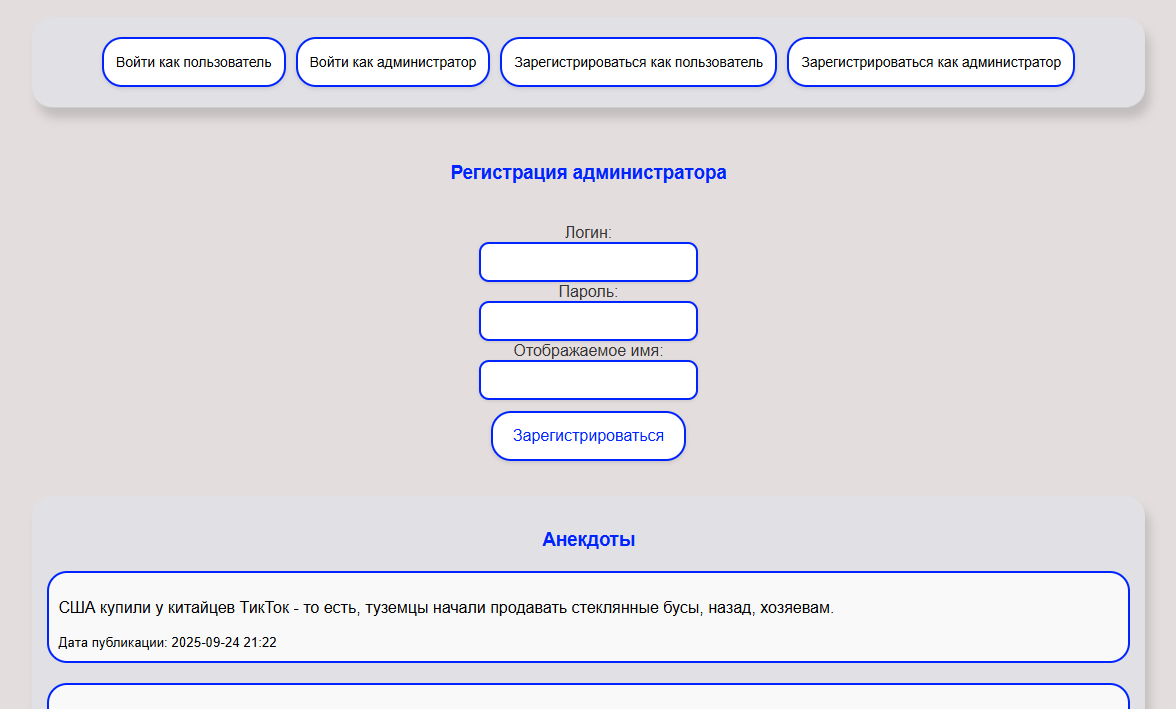 Войти как пользователь
Войти как администратор
Зарегистрироваться как пользователь
Зарегистрироваться как администратор
Регистрация администратора
Логин:
Пароль:
Отображаемое имя:
Зарегистрироваться
Анекдоты
США купили у китайцев ТикТок - то есть, туземцы начали продавать стеклянные бусы, назад, хозяевам.
Дата публикации: 2025-09-24 21:22